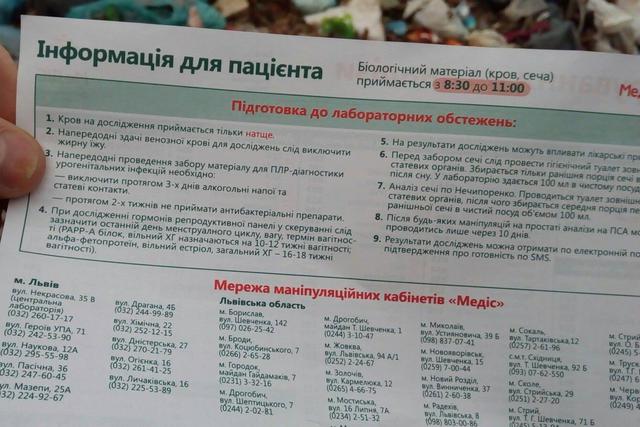 Інформація для пацієнта
Біологічний матеріал (кров, сеча)
приймається з 8:30 до 11:00
Підготовка до лабораторних обстежень:
1. Кров на дослідження приймається тільки натще.
2. Напередодні здачі венозної крові для досліджень слід виключити
жирну їжу.
3. Напередодні проведення забору матеріалу для ПЛР-діагностики
урогенітальних інфекцій необхідно:
— виключити протягом 3-х днів алкогольні напої та
статеві контакти.
— протягом 2-х тижнів не приймати антибактеріальні препарати.
4. При дослідженні гормонів репродуктивної панелі у скеруванні слід
зазначити останній день менструального циклу, вагу, термін вагітнос-
ті (PAPP-A білок, вільний ХГ назначаються на 10-12 тижні вагітності;
альфа-фетопротеїн, вільний естріол, загальний ХГ – 16-18 тижні
вагітності).
5. На результати досліджень можуть впливати лікарські
6. Перед забором сечі слід провести гігієнічний туалет
статевих органів. Збирається тільки ранішня порція сечі
після сну. У лабораторію здається 100 мл в чистому
7. Аналіз сечі по Нечипоренко. Проводиться туалет
статевих органів, після чого збирається середня порція
ранішньої сечі в чистий посуд об'ємом 100 мл.
8. Після будь-яких маніпуляцій на простаті аналізи на ПСА
проводитись лише через 10 днів.
9. Результати досліджень можна отримати по електронній
підтвердження про готовність по SMS.
Мережа маніпуляційних кабінетів «Медіс»
м. Львів
вул. Некрасова, 35 В
(центральна
лабораторія)
(032) 260-17-17
вул. Героїв УПА, 71
(032) 242-53-90
вул. Наукова, 12А
(032) 295-55-98
вул. Пасічна, 36
(032) 247-60-45
вул. Мазепи, 25А
(032) 224-92-67
вул. Драгана, 4Б
(032) 244-99-89
вул. Хімічна, 22
(032) 252-12-15
вул. Дністерська, 27
(032) 270-21-79
вул. Огієнка, 16
(032) 261-41-25
вул. Личаківська, 16
(032) 225-53-89
Львівська область
м. Борислав,
вул. Шевченка, 142
(097) 026-25-42
м. Броди,
вул. Коцюбинського, 7
(0266) 2-65-28
м. Городок,
майдан Гайдамаків, 7
(0231) 3-32-16
м. Дрогобич,
вул. Шептицького, 7
(0244) 2-02-81
м. Дрогобич,
майдан Т. Шевченка, 1
(0244) 3-10-47
м. Жовква,
вул. Львівська, 94 А/1
(0252) 2-24-67
м. Золочів,
вул. Кармелюка, 12
(0265) 4-66-75
м. Мостиська,
вул. 16 Липня, 7А
(0234) 2-51-32
м. Миколаїв,
вул. Устияновича, 39 Б
(098) 837-07-41
м. Новояворівськ,
вул. Шевченка, 15
(0259) 7-00-44
м. Новий Розділ,
вул. Винниченка, 37
(0261) 2-60-38
м. Радехів,
вул. Львівська, 8
(098) 803-00-86
м. Сокаль,
вул. Тартаківська,12
(0257) 2-61-96
с.м.т. Східниця,
вул. Т. Шевченка, 92 Б
(093) 07-62-550
м. Сколе,
вул. Стрийська, 29
м. Стрий,